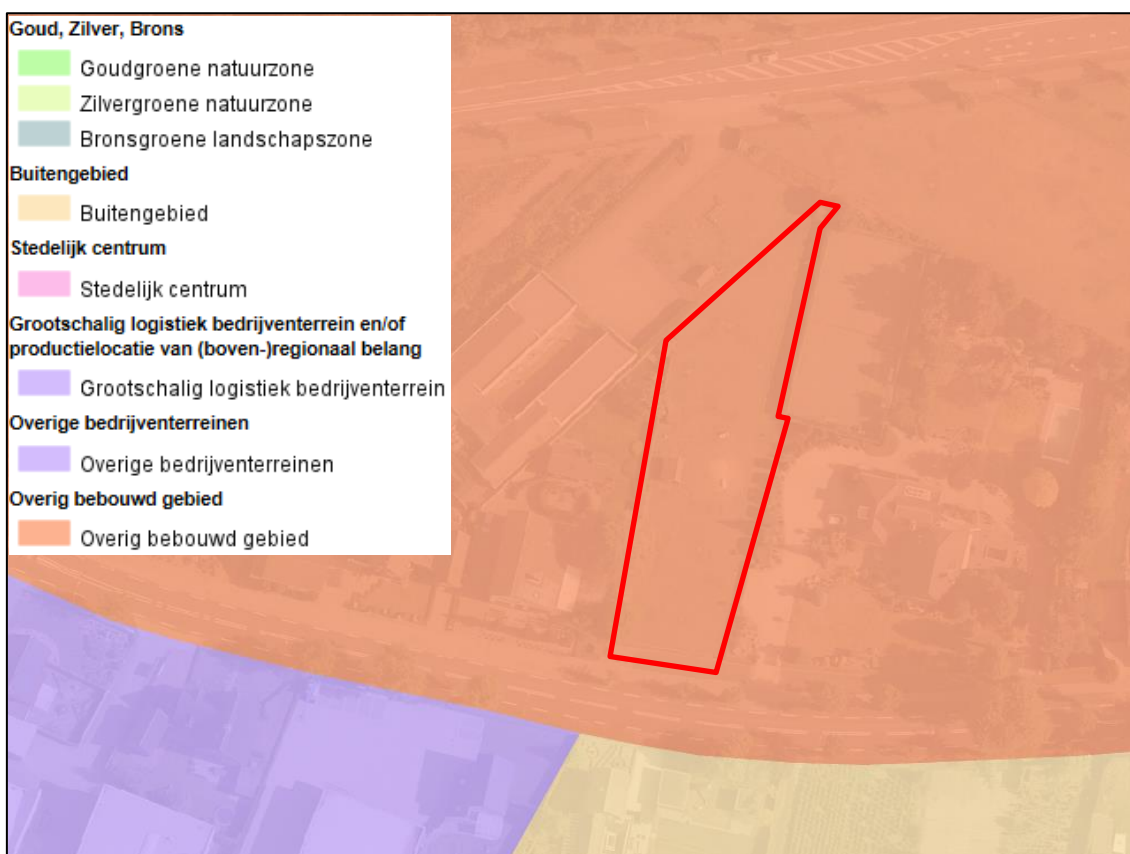 Goud, Zilver, Brons
Goudgroene natuurzone
Zilvergroene natuurzone
Bronsgroene landschapszone
Buitengebied
Buitengebied
Stedelijk centrum
Stedelijk centrum
Grootschalig logistiek bedrijventerrein en/of
productielocatie van (boven-)regionaal belang
Grootschalig logistiek bedrijventerrein
Overige bedrijventerreinen
Overige bedrijventerreinen
Overig bebouwd gebied
Overig bebouwd gebied